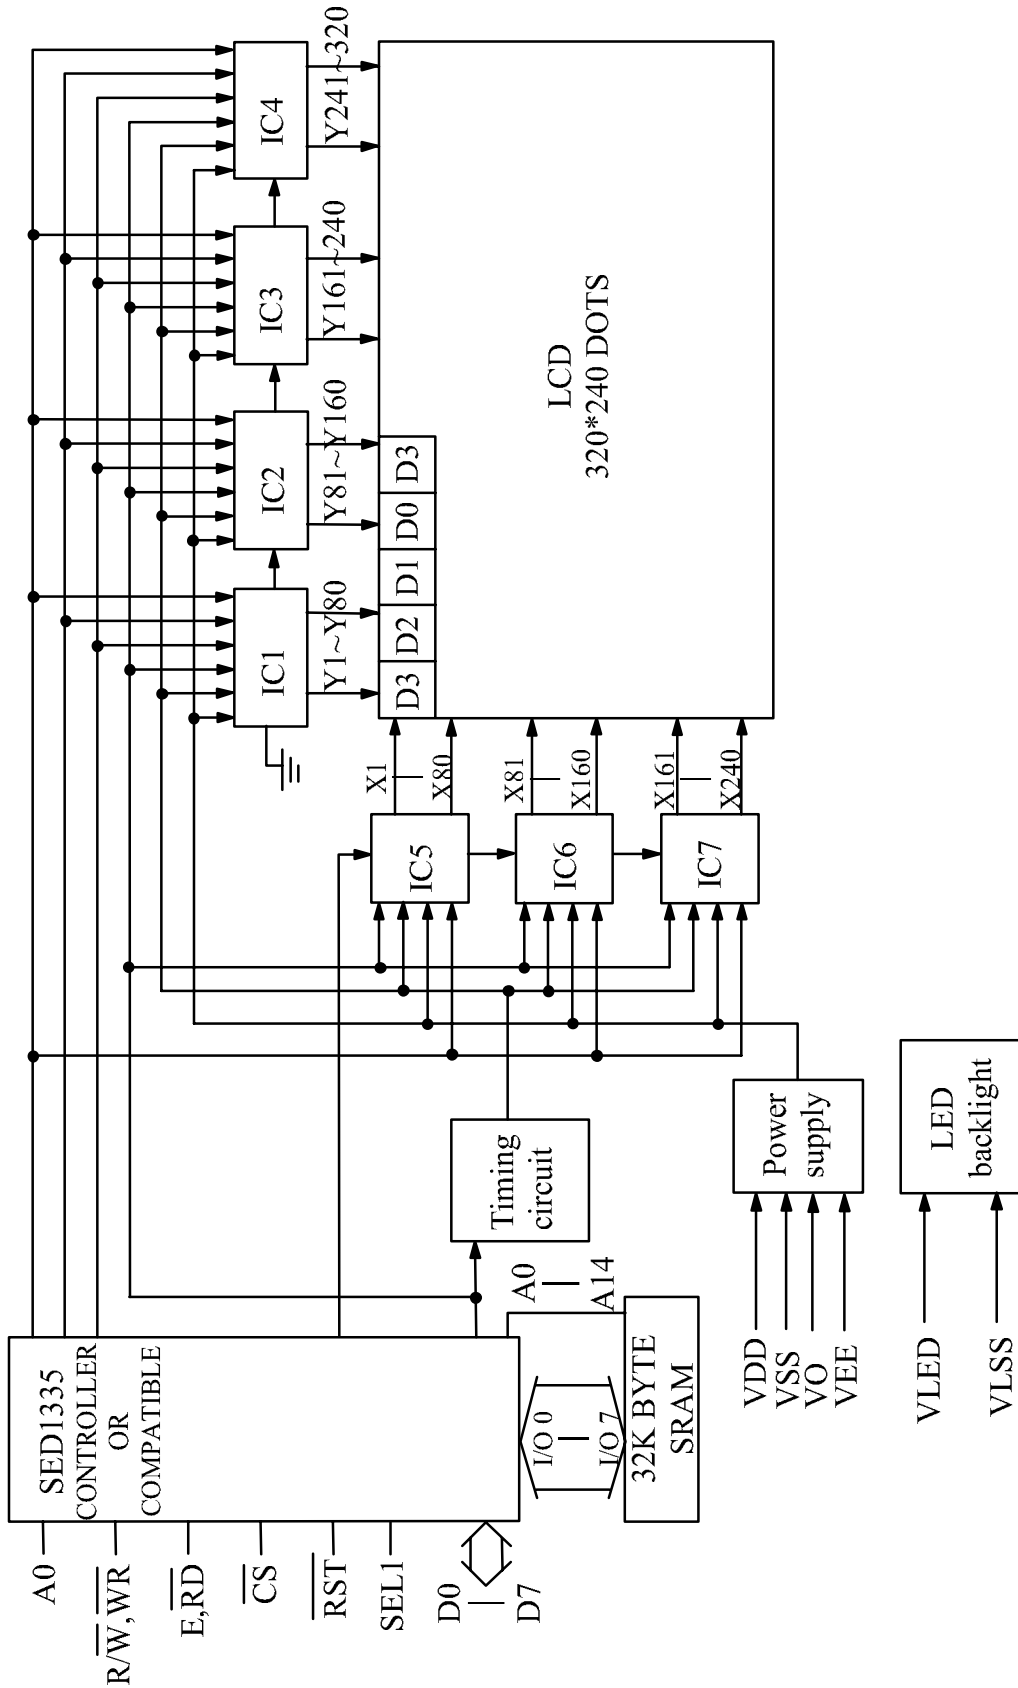 A0
R/W,WR
E,RD
CS
RST
SEL1
D0
D7
SED1335
CONTROLLER
OR
COMPATIBLE
I/O 0
I/O 7
32K BYTE
SRAM
A0
A14
Timing
circuit
VDD
VSS
VO
VEE
Power
supply
VLED
VLSS
LED
backlight
IC5
IC6
IC7
X1
X80
X81
X160
X161
X240
IC1
IC2
IC3
IC4
Y1~Y80
Y81~Y160
Y161~240
Y241~320
D3
D2
D1
D0
D3
LCD
320*240 DOTS